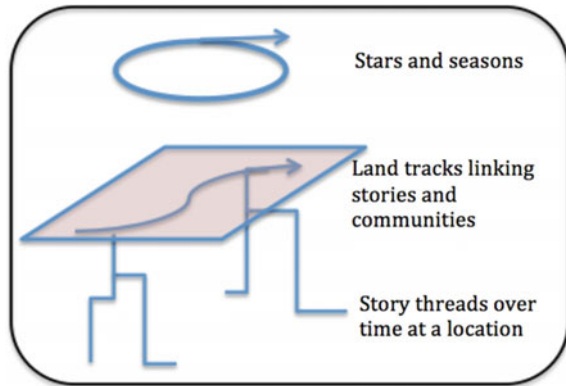 Stars and seasons
Land tracks linking
stories and
communities
Story threads over
time at a location